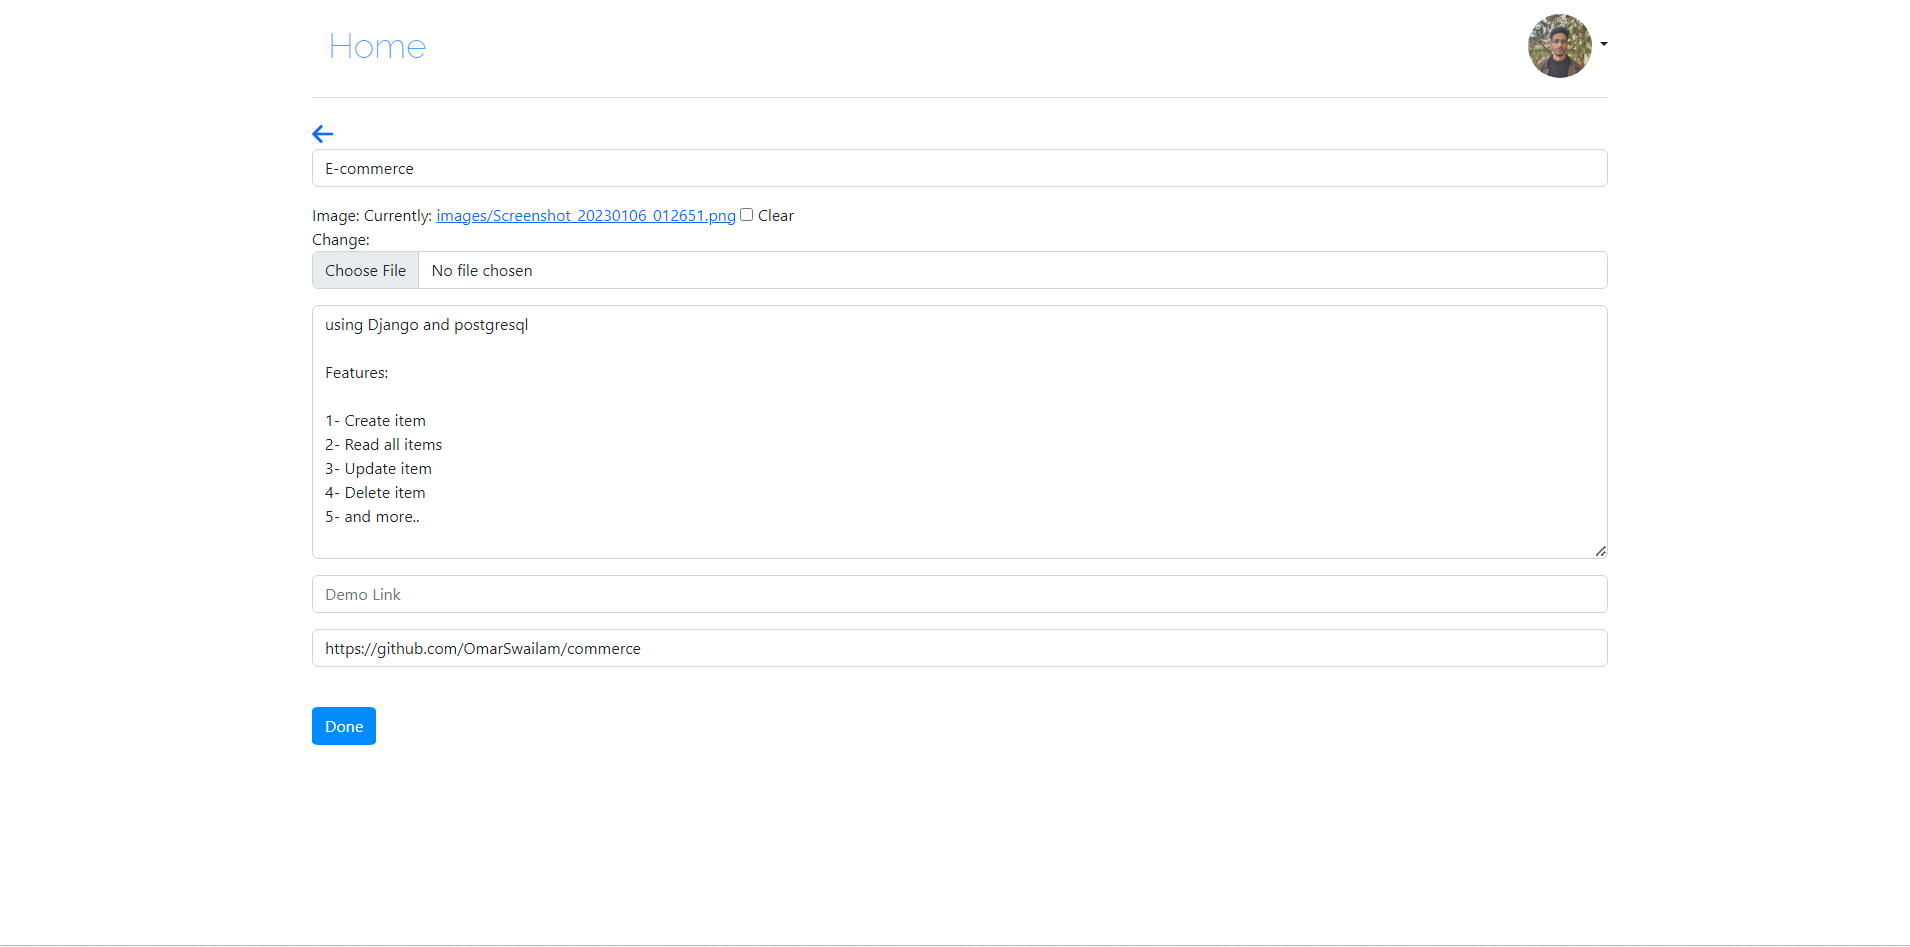 Home
E-commerce
Image: Currently: images/Screenshot_20230106_012651.png Clear
Change:
Choose File No file chosen
using Django and postgresql
Features:
1- Create item
2- Read all items
3- Update item
4- Delete item
5- and more..
Demo Link
https://github.com/OmarSwailam/commerce
Done